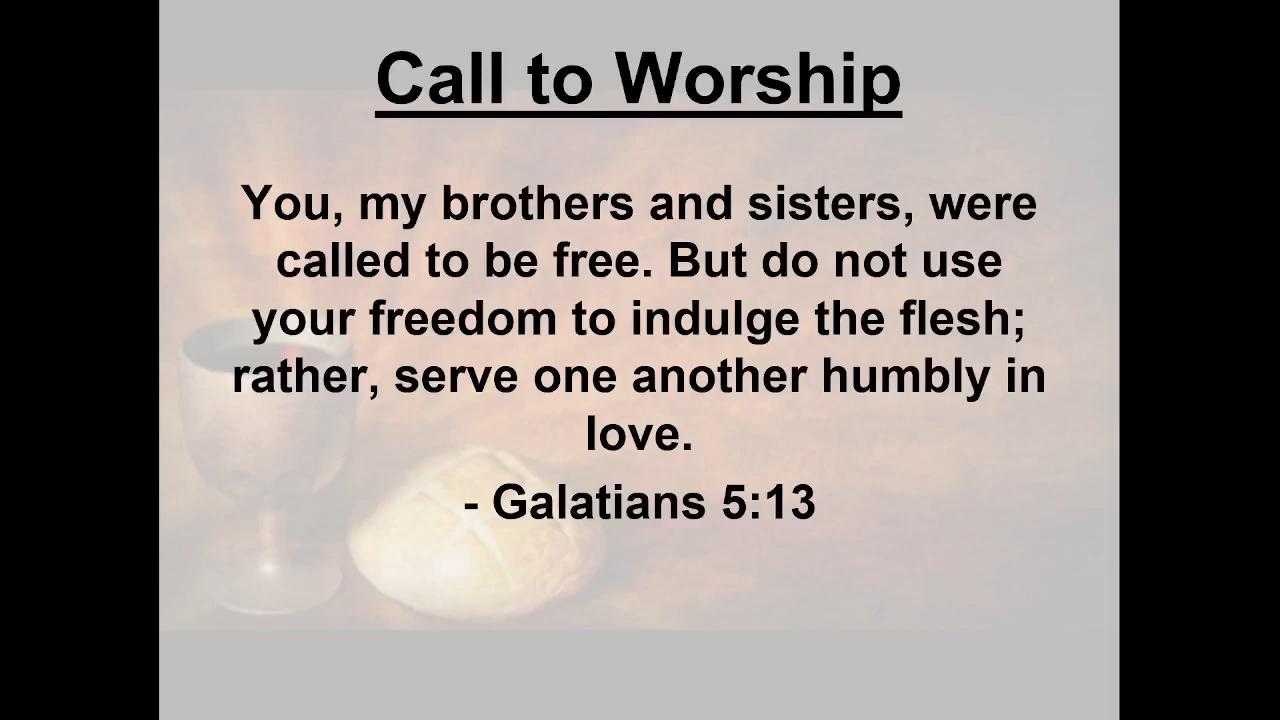 Call to Worship
You, my brothers and sisters, were
called to be free. But do not use
your freedom to indulge the flesh;
rather, serve one another humbly in
love.
- Galatians 5:13